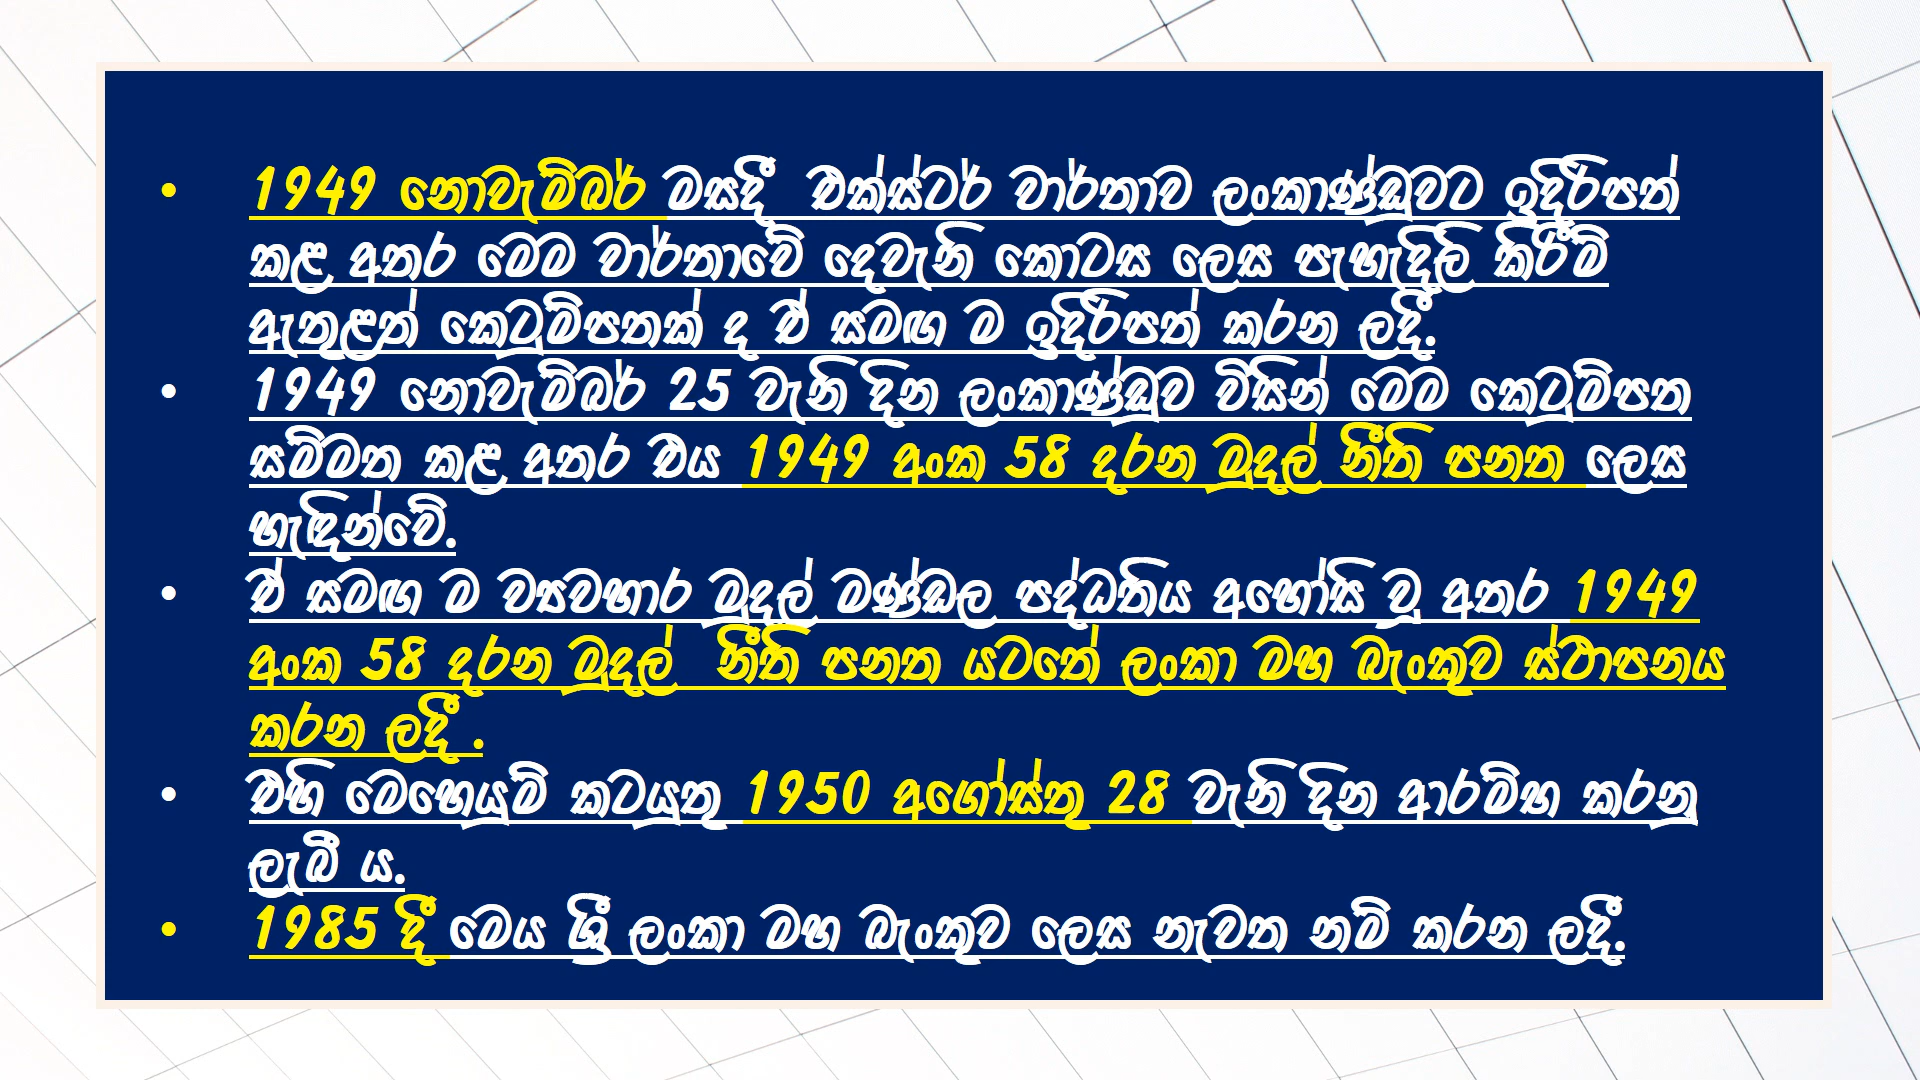 • 1949 නොවැම්බර් මසදී එක්ස්ටර් වාර්තාව ලංකාණ්ඩුවට ඉදිරිපත්
කළ අතර මෙම වාර්තාවේ දෙවැනි කොටස ලෙස පැහැදිලි කිරීම්
ඇතුළත් කෙටුම්පතක් ද ඒ සමඟ ම ඉදිරිපත් කරන ලදී.
• 1949 නොවැම්බර් 25 වැනි දින ලංකාණ්ඩුව විසින් මෙම කෙටුම්පත
සම්මත කළ අතර එය 1949 අංක 58 දරන මුදල් නීති පනත ලෙස
හැඳින්වේ.
• ඒ සමඟ ම ව්‍යවහාර මුදල් මණ්ඩල පද්ධතිය අහෝසි වූ අතර 1949
අංක 58 දරන මුදල් නීති පනත යටතේ ලංකා මහ බැංකුව ස්ථාපනය
කරන ලදී .
• එහි මෙහෙයුම් කටයුතු 1950 අගෝස්තු 28 වැනි දින ආරම්භ කරනු
ලැබී ය.
• 1985 දී මෙය ශ්‍රී ලංකා මහ බැංකුව ලෙස නැවත නම් කරන ලදී.